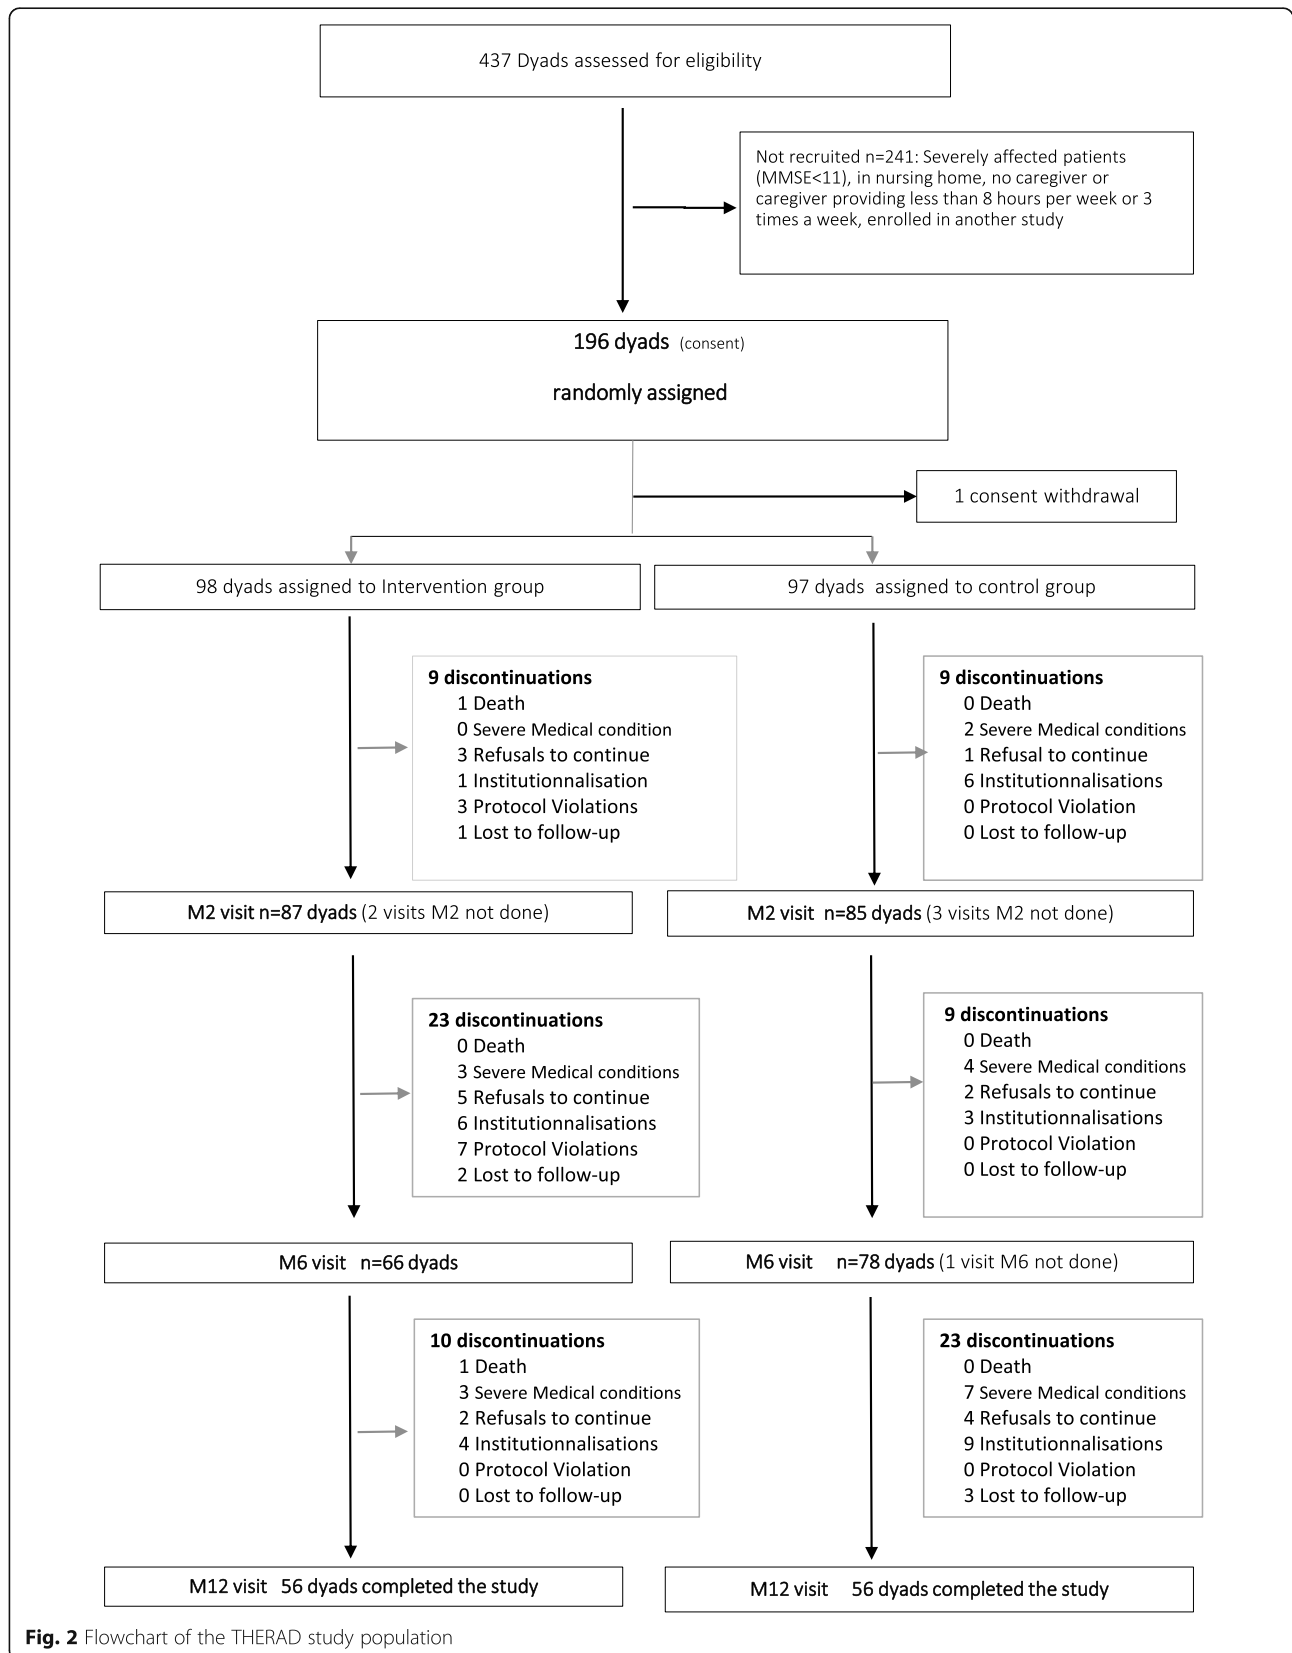 437 Dyads assessed for eligibility
Not recruited n=241: Severely affected patients
(MMSE<11), in nursing home, no caregiver or
caregiver providing less than 8 hours per week or 3
times a week, enrolled in another study
196 dyads (consent)
randomly assigned
1 consent withdrawal
98 dyads assigned to Intervention group
97 dyads assigned to control group
9 discontinuations
1 Death
0 Severe Medical condition
3 Refusals to continue
1 Institutionnalisation
3 Protocol Violations
1 Lost to follow-up
9 discontinuations
0 Death
2 Severe Medical conditions
1 Refusal to continue
6 Institutionnalisations
0 Protocol Violation
0 Lost to follow-up
M2 visit n=87 dyads (2 visits M2 not done)
M2 visit n=85 dyads (3 visits M2 not done)
23 discontinuations
0 Death
3 Severe Medical conditions
5 Refusals to continue
6 Institutionnalisations
7 Protocol Violations
2 Lost to follow-up
9 discontinuations
0 Death
4 Severe Medical conditions
2 Refusals to continue
3 Institutionnalisations
0 Protocol Violation
0 Lost to follow-up
M6 visit n=66 dyads
M6 visit n=78 dyads (1 visit M6 not done)
10 discontinuations
1 Death
3 Severe Medical conditions
2 Refusals to continue
4 Institutionnalisations
0 Protocol Violation
0 Lost to follow-up
23 discontinuations
0 Death
7 Severe Medical conditions
4 Refusals to continue
9 Institutionnalisations
0 Protocol Violation
3 Lost to follow-up
M12 visit 56 dyads completed the study
M12 visit 56 dyads completed the study
Fig. 2 Flowchart of the THERAD study population